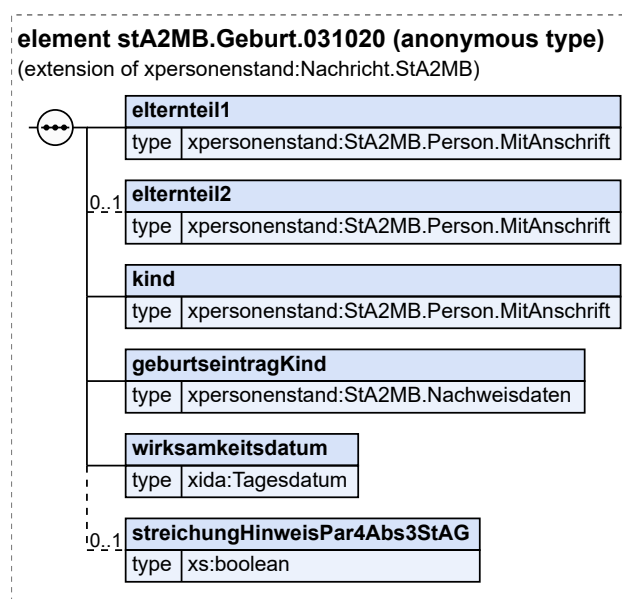 element stA2MB.Geburt.031020 (anonymous type)
(extension of xpersonenstand:Nachricht.StA2MB)
elternteil1
type xpersonenstand:StA2MB.Person.MitAnschrift
0..1 elternteil2
type xpersonenstand:StA2MB.Person.MitAnschrift
kind
type xpersonenstand:StA2MB.Person.MitAnschrift
geburtseintragKind
type xpersonenstand:StA2MB.Nachweisdaten
wirksamkeitsdatum
type xida:Tagesdatum
0..1 streichungHinweisPar4Abs3StAG
type xs:boolean